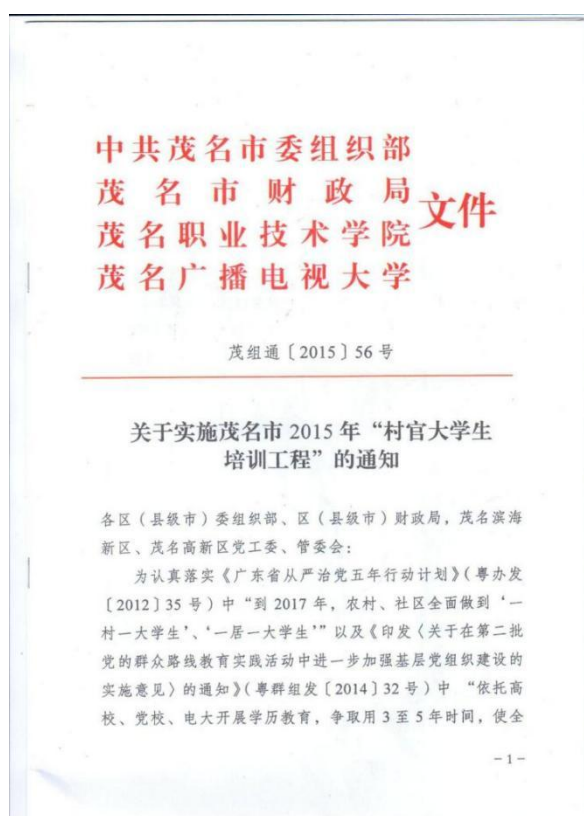 中共茂名市委组织部
茂名市财政局
茂名职业技术学院
茂名广播电视大学
文件
茂组通〔2015〕56号
关于实施茂名市2015年“村官大学生
培训工程”的通知
各区（县级市）委组织部、区（县级市）财政局，茂名滨海
新区、茂名高新区党工委、管委会：
为认真落实《广东省从严治党五年行动计划》（粤办发
〔2012〕35号）中“到2017年，农村、社区全面做到‘一
村一大学生’、‘一居一大学生’”以及《印发〈关于在第二批
党的群众路线教育实践活动中进一步加强基层党组织建设的
实施意见〉的通知》（粤群组发〔2014〕32号）中 “依托高
校、党校、电大开展学历教育，争取用3至5年时间，使全
-1-